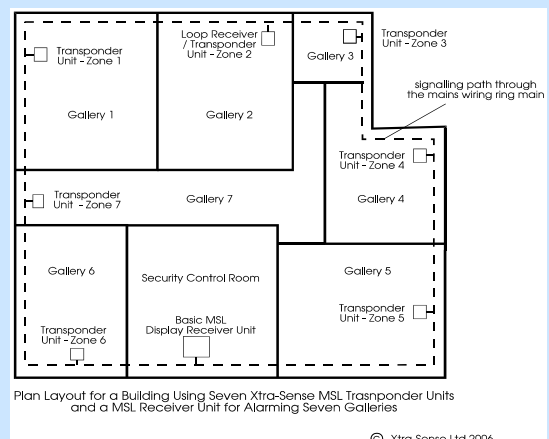 Transponder
Unit - Zone 1
Loop Receiver
/ Transponder
Unit - Zone 2
Transponder
Unit - Zone 3
Gallery 3
signalling path through
the mains wiring ring main
Gallery 1
Gallery 2
Transponder
Unit - Zone 4
Transponder
Unit - Zone 7
Gallery 7
Gallery 4
Gallery 6
Security Control Room
Gallery 5
Transponder
Unit - Zone 6
Basic MSL
Display Receiver Unit
Transponder
Unit - Zone 5
Plan Layout for a Building Using Seven Xtra-Sense MSL Trasnponder Units
and a MSL Receiver Unit for Alarming Seven Galleries
© Xtra Sense Ltd 2006